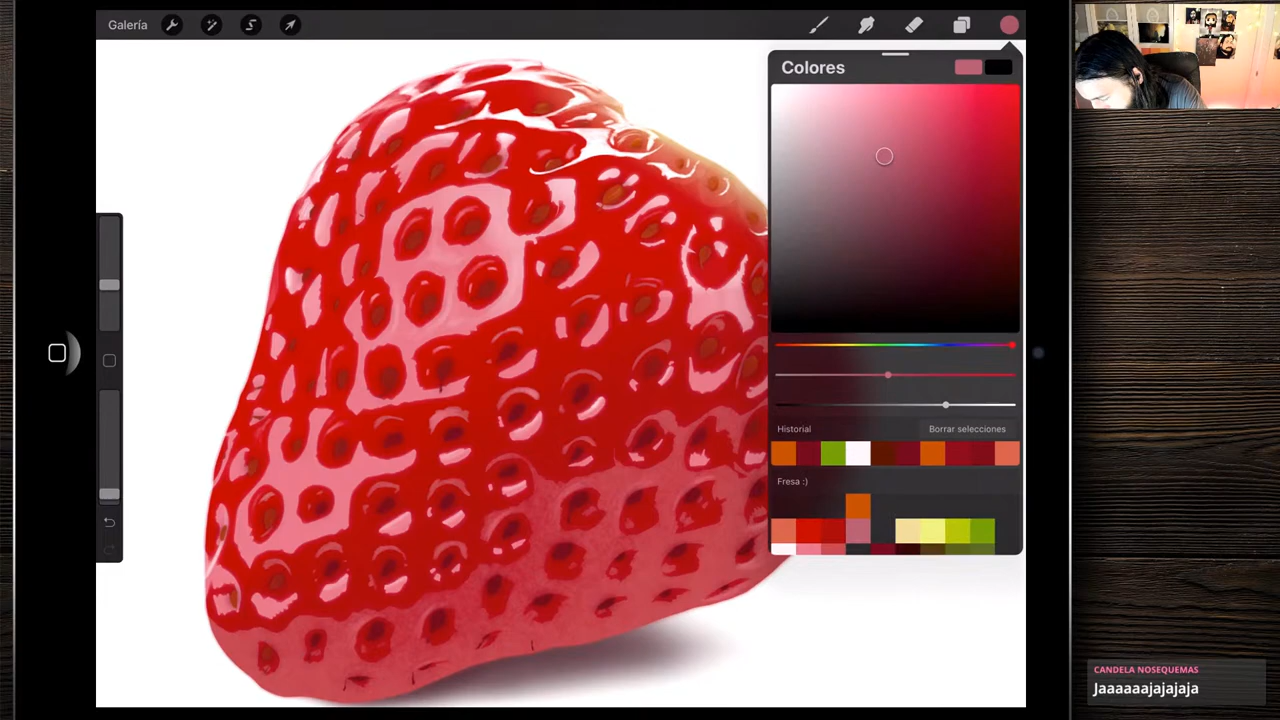 Galería
Colores
Historial
Borrar selecciones
Fresa :)
CANDELA NOSEQUEMAS
Jaaaaaajajajaja